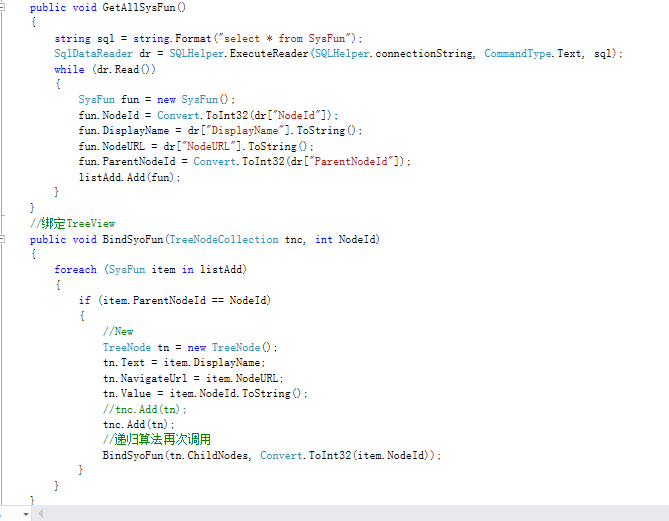 public void GetAllSysFun()
{
string sql = string.Format("select * from SysFun");
SqlDataReader dr = SQLHelper.ExecuteReader(SQLHelper.connectionString, CommandType.Text, sql);
while (dr.Read())
{
SysFun fun = new SysFun();
fun.NodeId = Convert.ToInt32(dr["NodeId"]);
fun.DisplayName = dr["DisplayName"].ToString();
fun.NodeURL = dr["NodeURL"].ToString();
fun.ParentNodeId = Convert.ToInt32(dr["ParentNodeId"]);
listAdd.Add(fun);
}
}
//绑定TreeView
public void BindSyoFun(TreeNodeCollection tnc, int NodeId)
{
foreach (SysFun item in listAdd)
{
if (item.ParentNodeId == NodeId)
{
//New
TreeNode tn = new TreeNode();
tn.Text = item.DisplayName;
tn.NavigateUrl = item.NodeURL;
tn.Value = item.NodeId.ToString();
//tnc.Add(tn);
tnc.Add(tn);
//递归算法再次调用
BindSyoFun(tn.ChildNodes, Convert.ToInt32(item.NodeId));
}
}
}